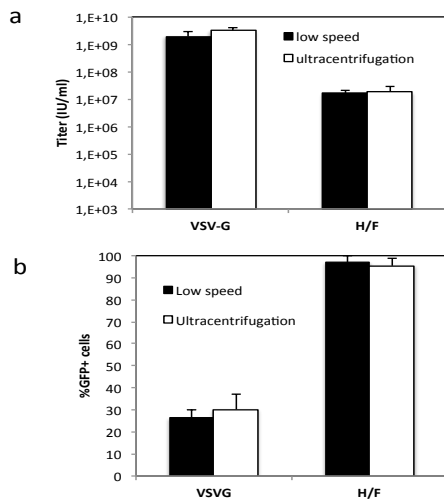 a
1,E+10
1,E+09
1,E+08
1,E+07
1,E+06
1,E+05
1,E+04
1,E+03
Titer (IU/ml)
low speed
ultracentrifugation
VSV-G H/F
b
100
90
80
70
60
50
40
30
20
10
0
%GFP+ cells
Low speed
Ultracentrifugation
VSVG H/F